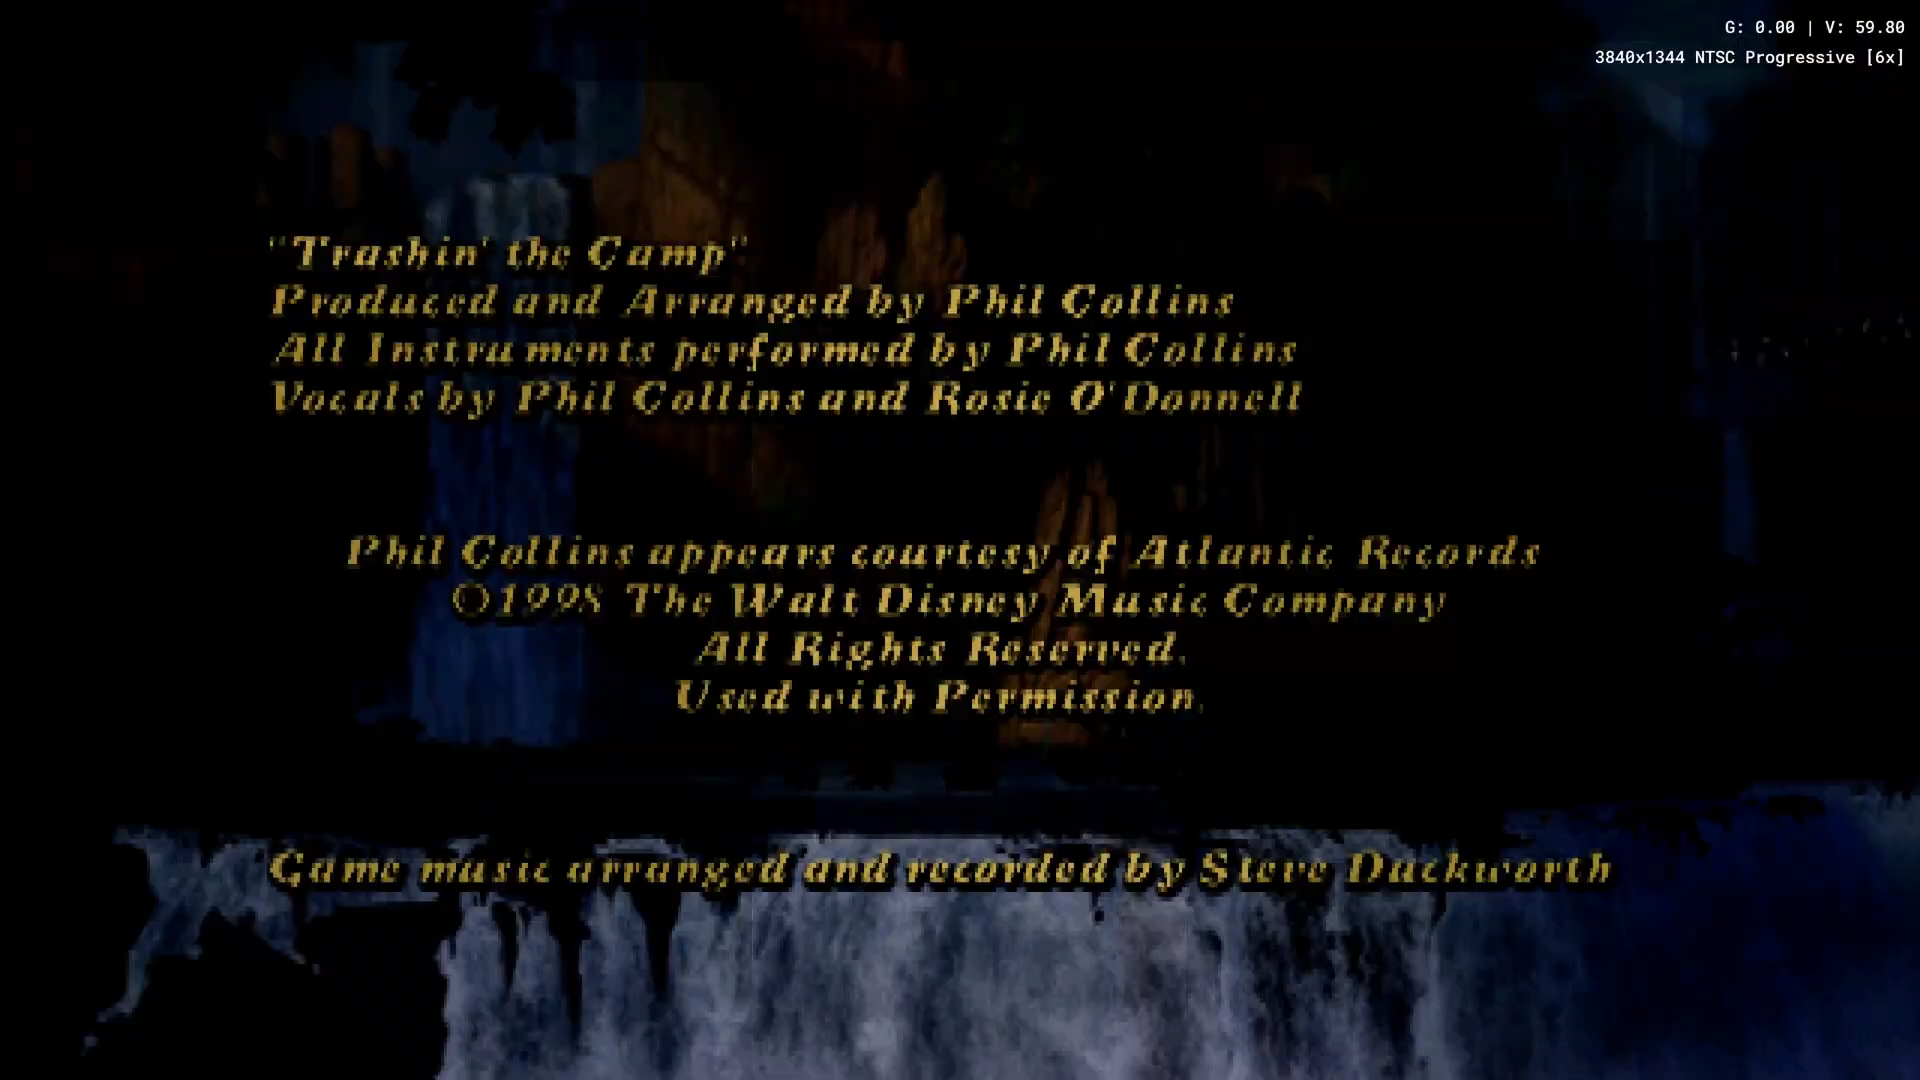 G: 0.00 | V: 59.80
3840x1344 NTSC Progressive [6x]
"Trashin' the Camp"
Produced and Arranged by Phil Collins
All Instruments performed by Phil Collins
Vocals by Phil Collins and Rosie O'Donnell
Phil Collins appears courtesy of Atlantic Records
©1998 The Walt Disney Music Company
All Rights Reserved.
Used with Permission.
Game music arranged and recorded by Steve Duckworth